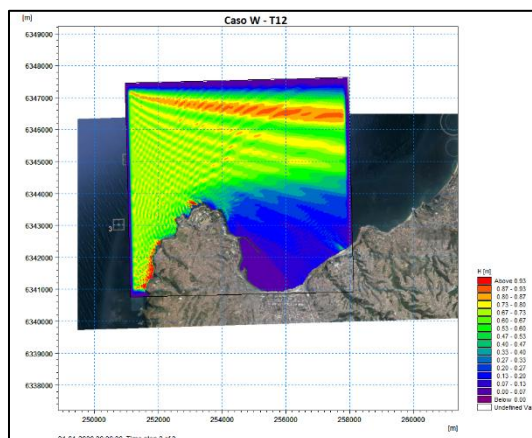 Caso W - T12
[m]
6349000
6348000
6347000
6346000
6345000
6344000
6343000
6342000
6341000
6340000
6339000
6338000
250000 252000 254000 256000 258000 260000
[m]
H [m]
Above 0.93
0.87 - 0.93
0.80 - 0.87
0.73 - 0.80
0.67 - 0.73
0.60 - 0.67
0.53 - 0.60
0.47 - 0.53
0.40 - 0.47
0.33 - 0.40
0.27 - 0.33
0.20 - 0.27
0.13 - 0.20
0.07 - 0.13
0.00 - 0.07
Below 0.00
Undefined Va